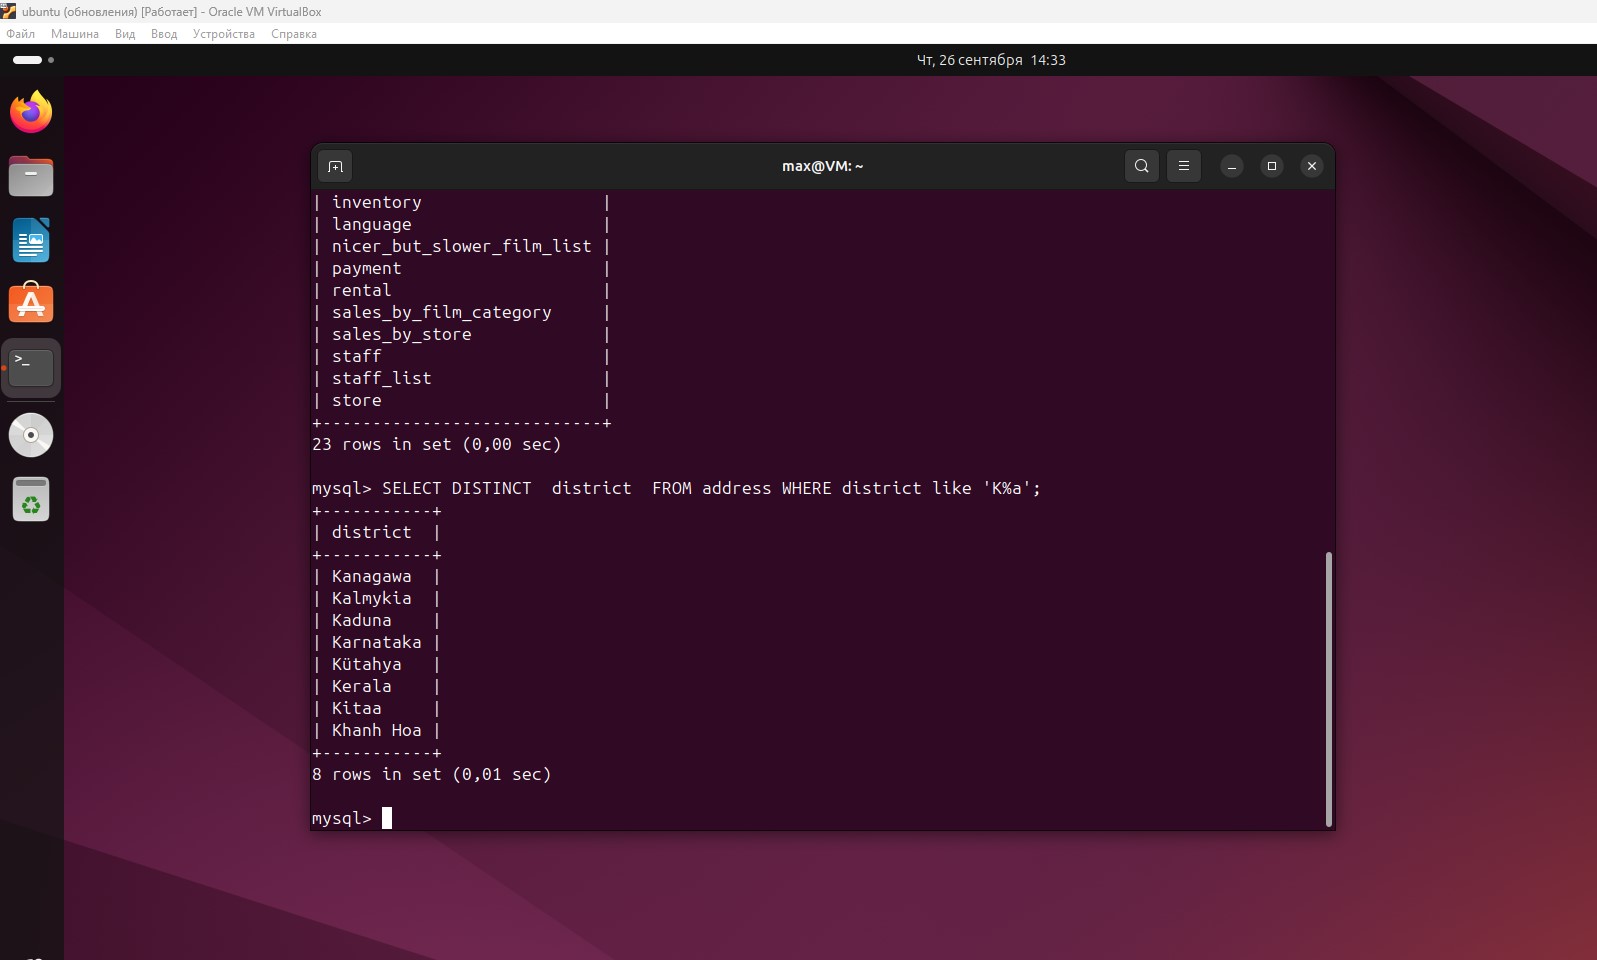 ubuntu (обновления) [Работает] - Oracle VM VirtualBox
Файл Машина Вид Ввод Устройства Справка
Чт, 26 сентября 14:33
max@VM: ~
| inventory                  |
| language                   |
| nicer_but_slower_film_list |
| payment                    |
| rental                     |
| sales_by_film_category     |
| sales_by_store             |
| staff                      |
| staff_list                 |
| store                      |
+----------------------------+
23 rows in set (0,00 sec)
mysql> SELECT DISTINCT  district  FROM address WHERE district like 'K%a';
+-----------+
| district  |
+-----------+
| Kanagawa  |
| Kalmykia  |
| Kaduna    |
| Karnataka |
| Kütahya   |
| Kerala    |
| Kitaa     |
| Khanh Hoa |
+-----------+
8 rows in set (0,01 sec)
mysql>